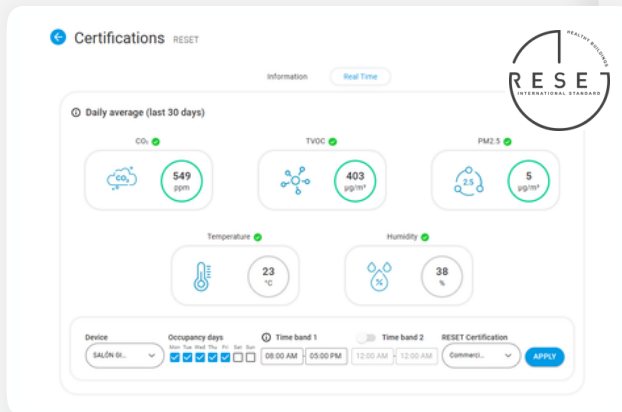 Certifications RESET
HEALTHY BUILDINGS
RESET
INTERNATIONAL STANDARD
Information Real Time
Daily average (last 30 days)
CO₂ TVOC PM2.5
CO₂ 549 ppm 403 µg/m³ 2.5 5 µg/m³
Temperature Humidity
23 °C % 38 %
Device Occupancy days Time band 1 Time band 2 RESET Certification
Mon Tue Wed Thu Fri Sat Sun
SALÓN GI... 08:00 AM - 05:00 PM 12:00 AM - 12:00 AM Commerci... APPLY